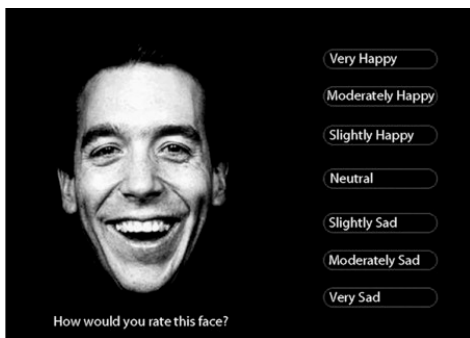 Very Happy
Moderately Happy
Slightly Happy
Neutral
Slightly Sad
Moderately Sad
Very Sad
How would you rate this face?